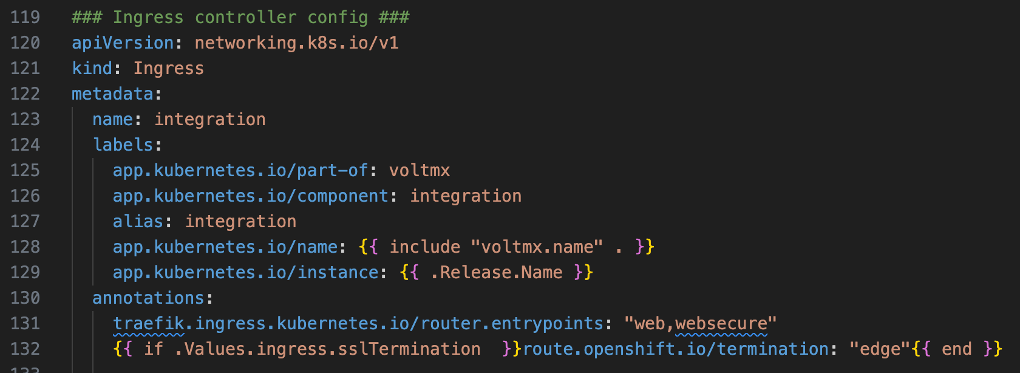 119 ### Ingress controller config ###
120 apiVersion: networking.k8s.io/v1
121 kind: Ingress
122 metadata:
123   name: integration
124   labels:
125     app.kubernetes.io/part-of: voltmx
126     app.kubernetes.io/component: integration
127     alias: integration
128     app.kubernetes.io/name: {{ include "voltmx.name" . }}
129     app.kubernetes.io/instance: {{ .Release.Name }}
130   annotations:
131     traefik.ingress.kubernetes.io/router.entrypoints: "web,websecure"
132     {{ if .Values.ingress.sslTermination  }}route.openshift.io/termination: "edge"{{ end }}